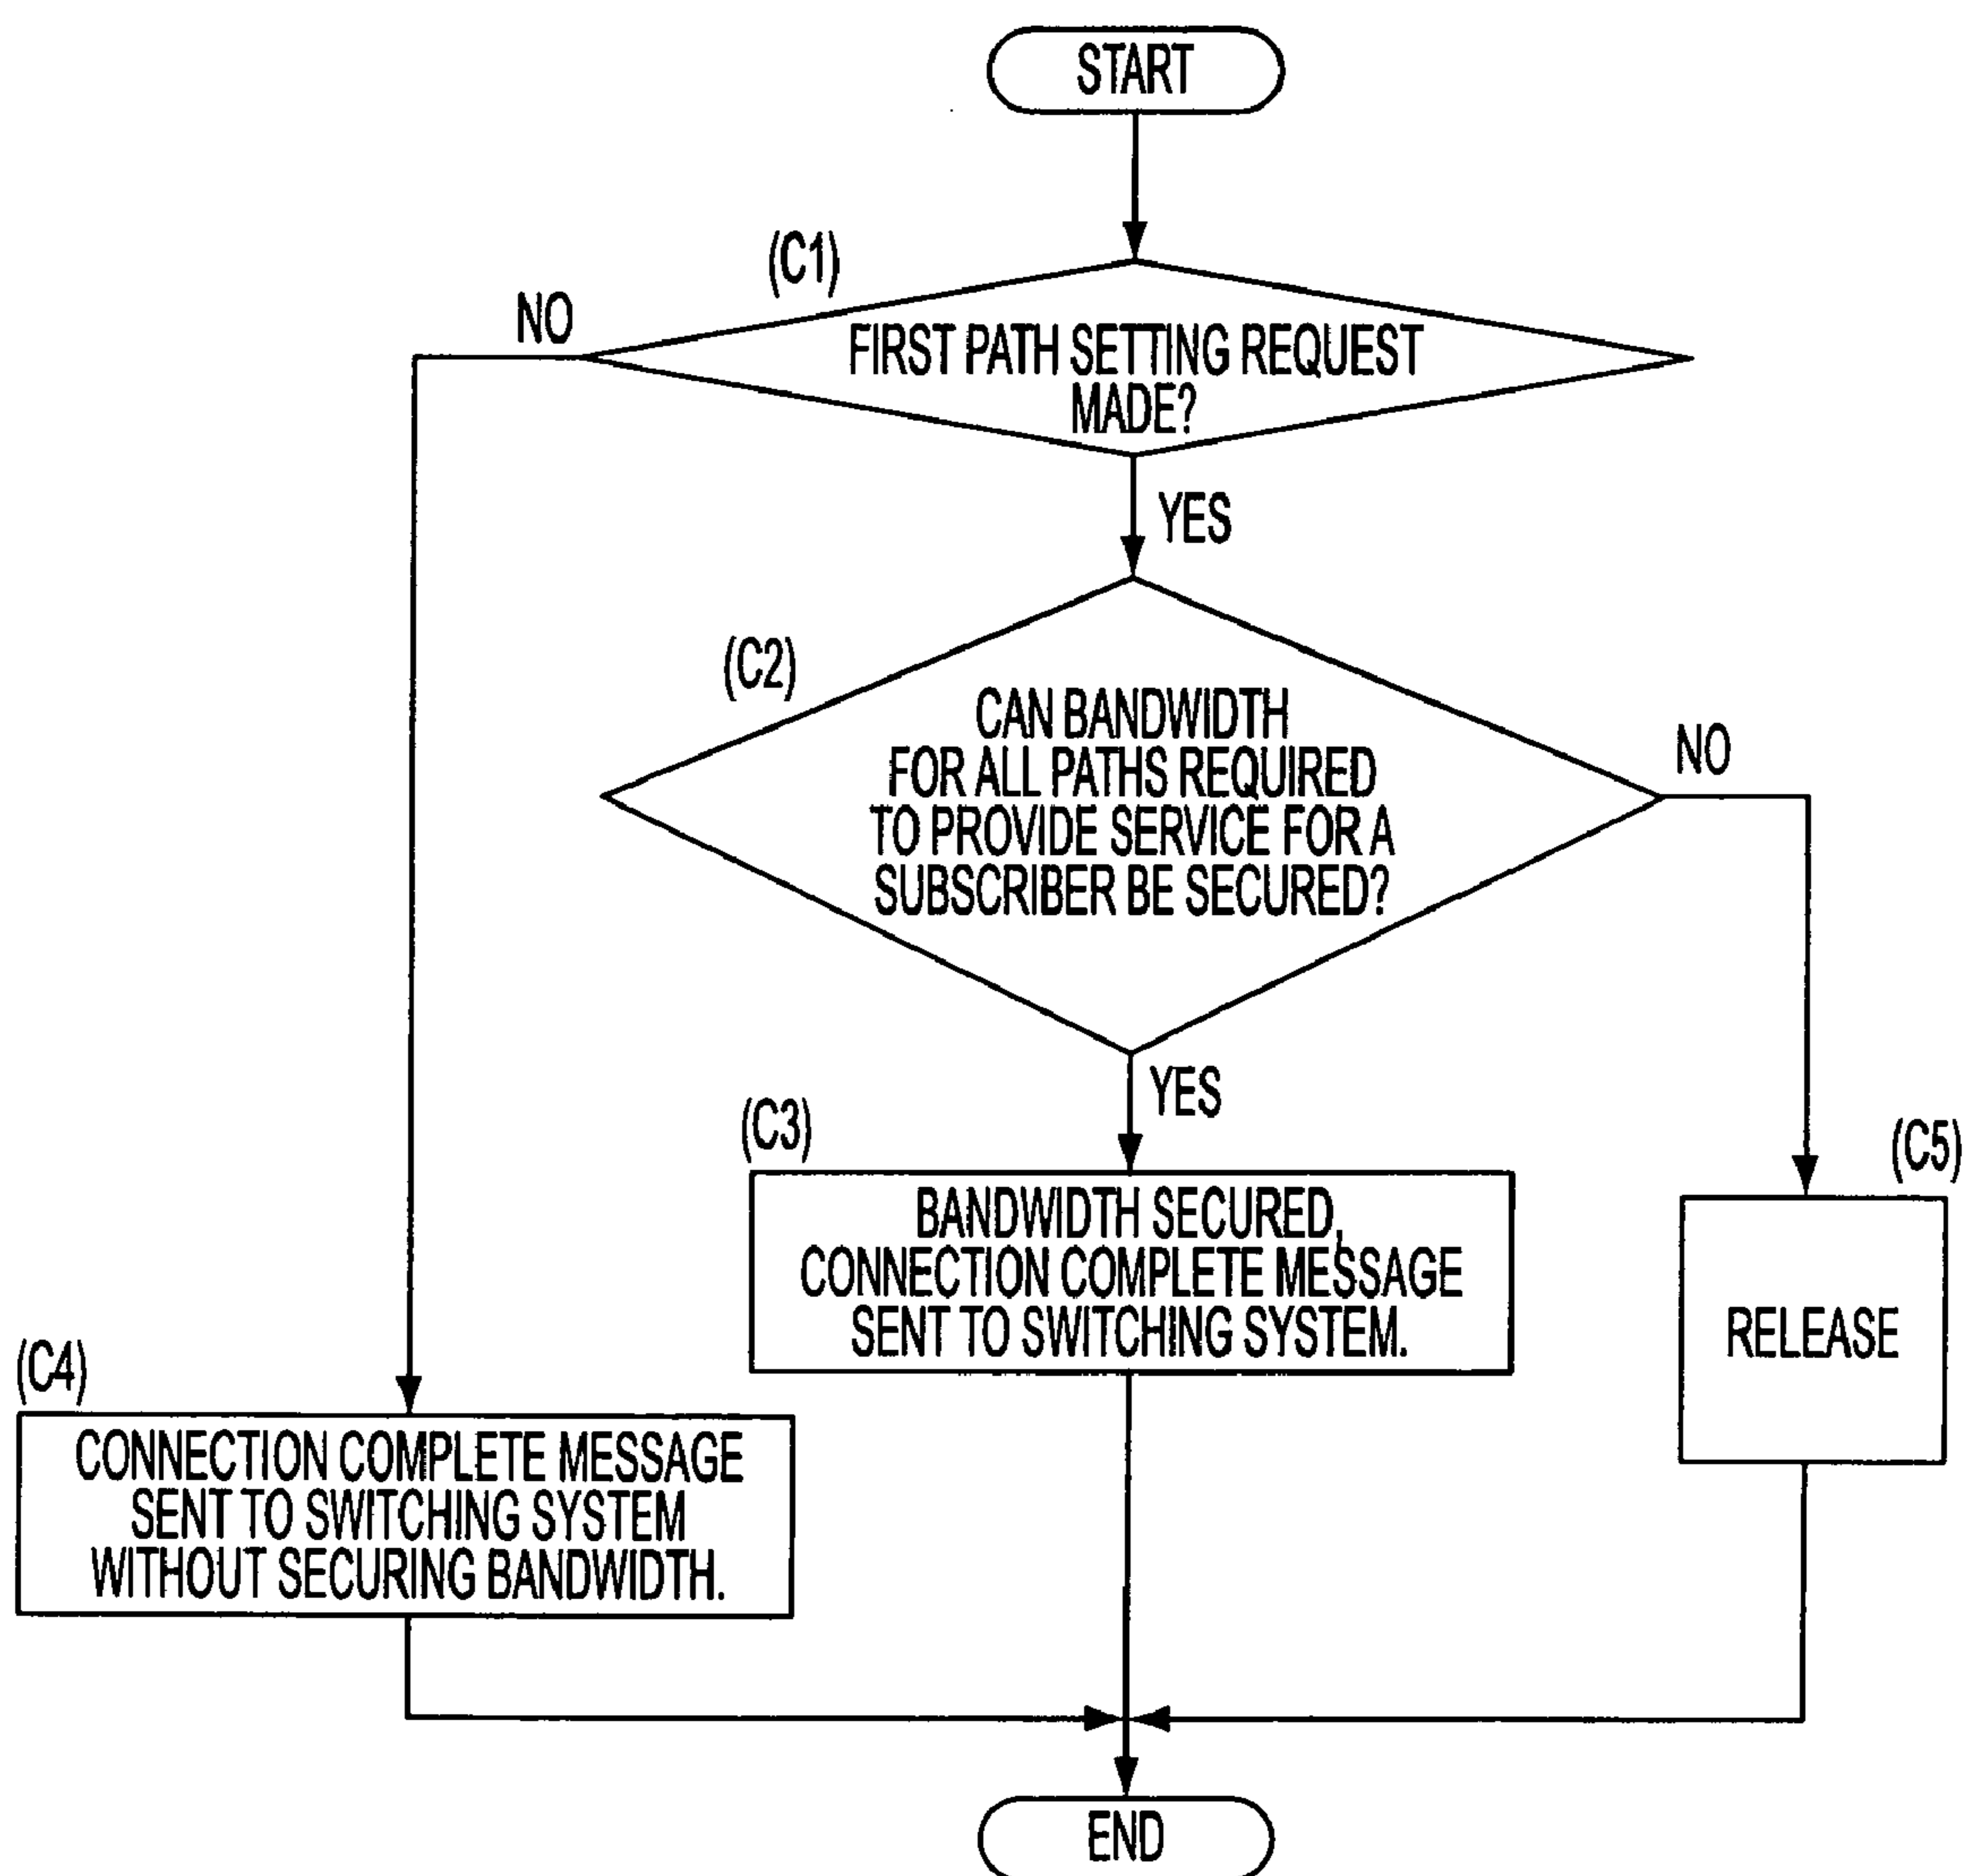 START
(C1)
NO
FIRST PATH SETTING REQUEST
MADE?
YES
(C2)
CAN BANDWIDTH
FOR ALL PATHS REQUIRED
TO PROVIDE SERVICE FOR A
SUBSCRIBER BE SECURED?
NO
YES
(C3)
BANDWIDTH SECURED,
CONNECTION COMPLETE MESSAGE
SENT TO SWITCHING SYSTEM.
(C5)
RELEASE
(C4)
CONNECTION COMPLETE MESSAGE
SENT TO SWITCHING SYSTEM
WITHOUT SECURING BANDWIDTH.
END